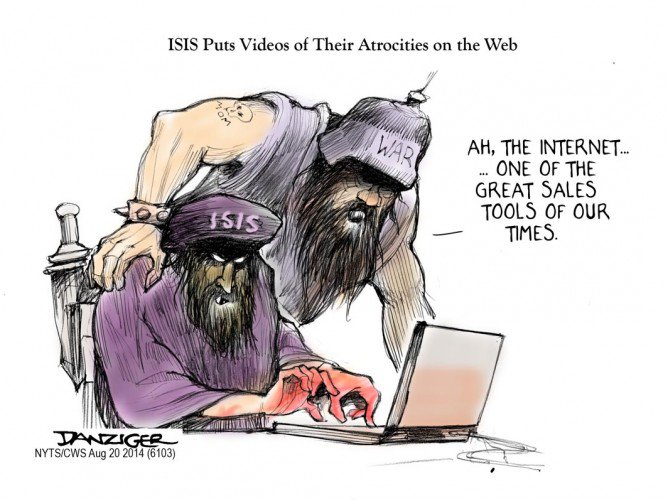 ISIS Puts Videos of Their Atrocities on the Web
MOM
WAR
ISIS
AH, THE INTERNET...
... ONE OF THE
GREAT SALES
TOOLS OF OUR
TIMES.
DANZIGER
NYTS/CWS Aug 20 2014 (6103)